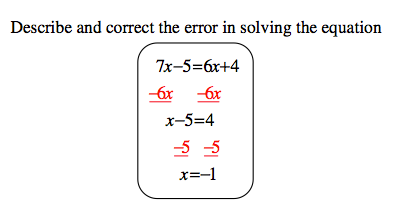 Describe and correct the error in solving the equation
7x–5=6x+4
–6x –6x
x–5=4
–5 –5
x=–1